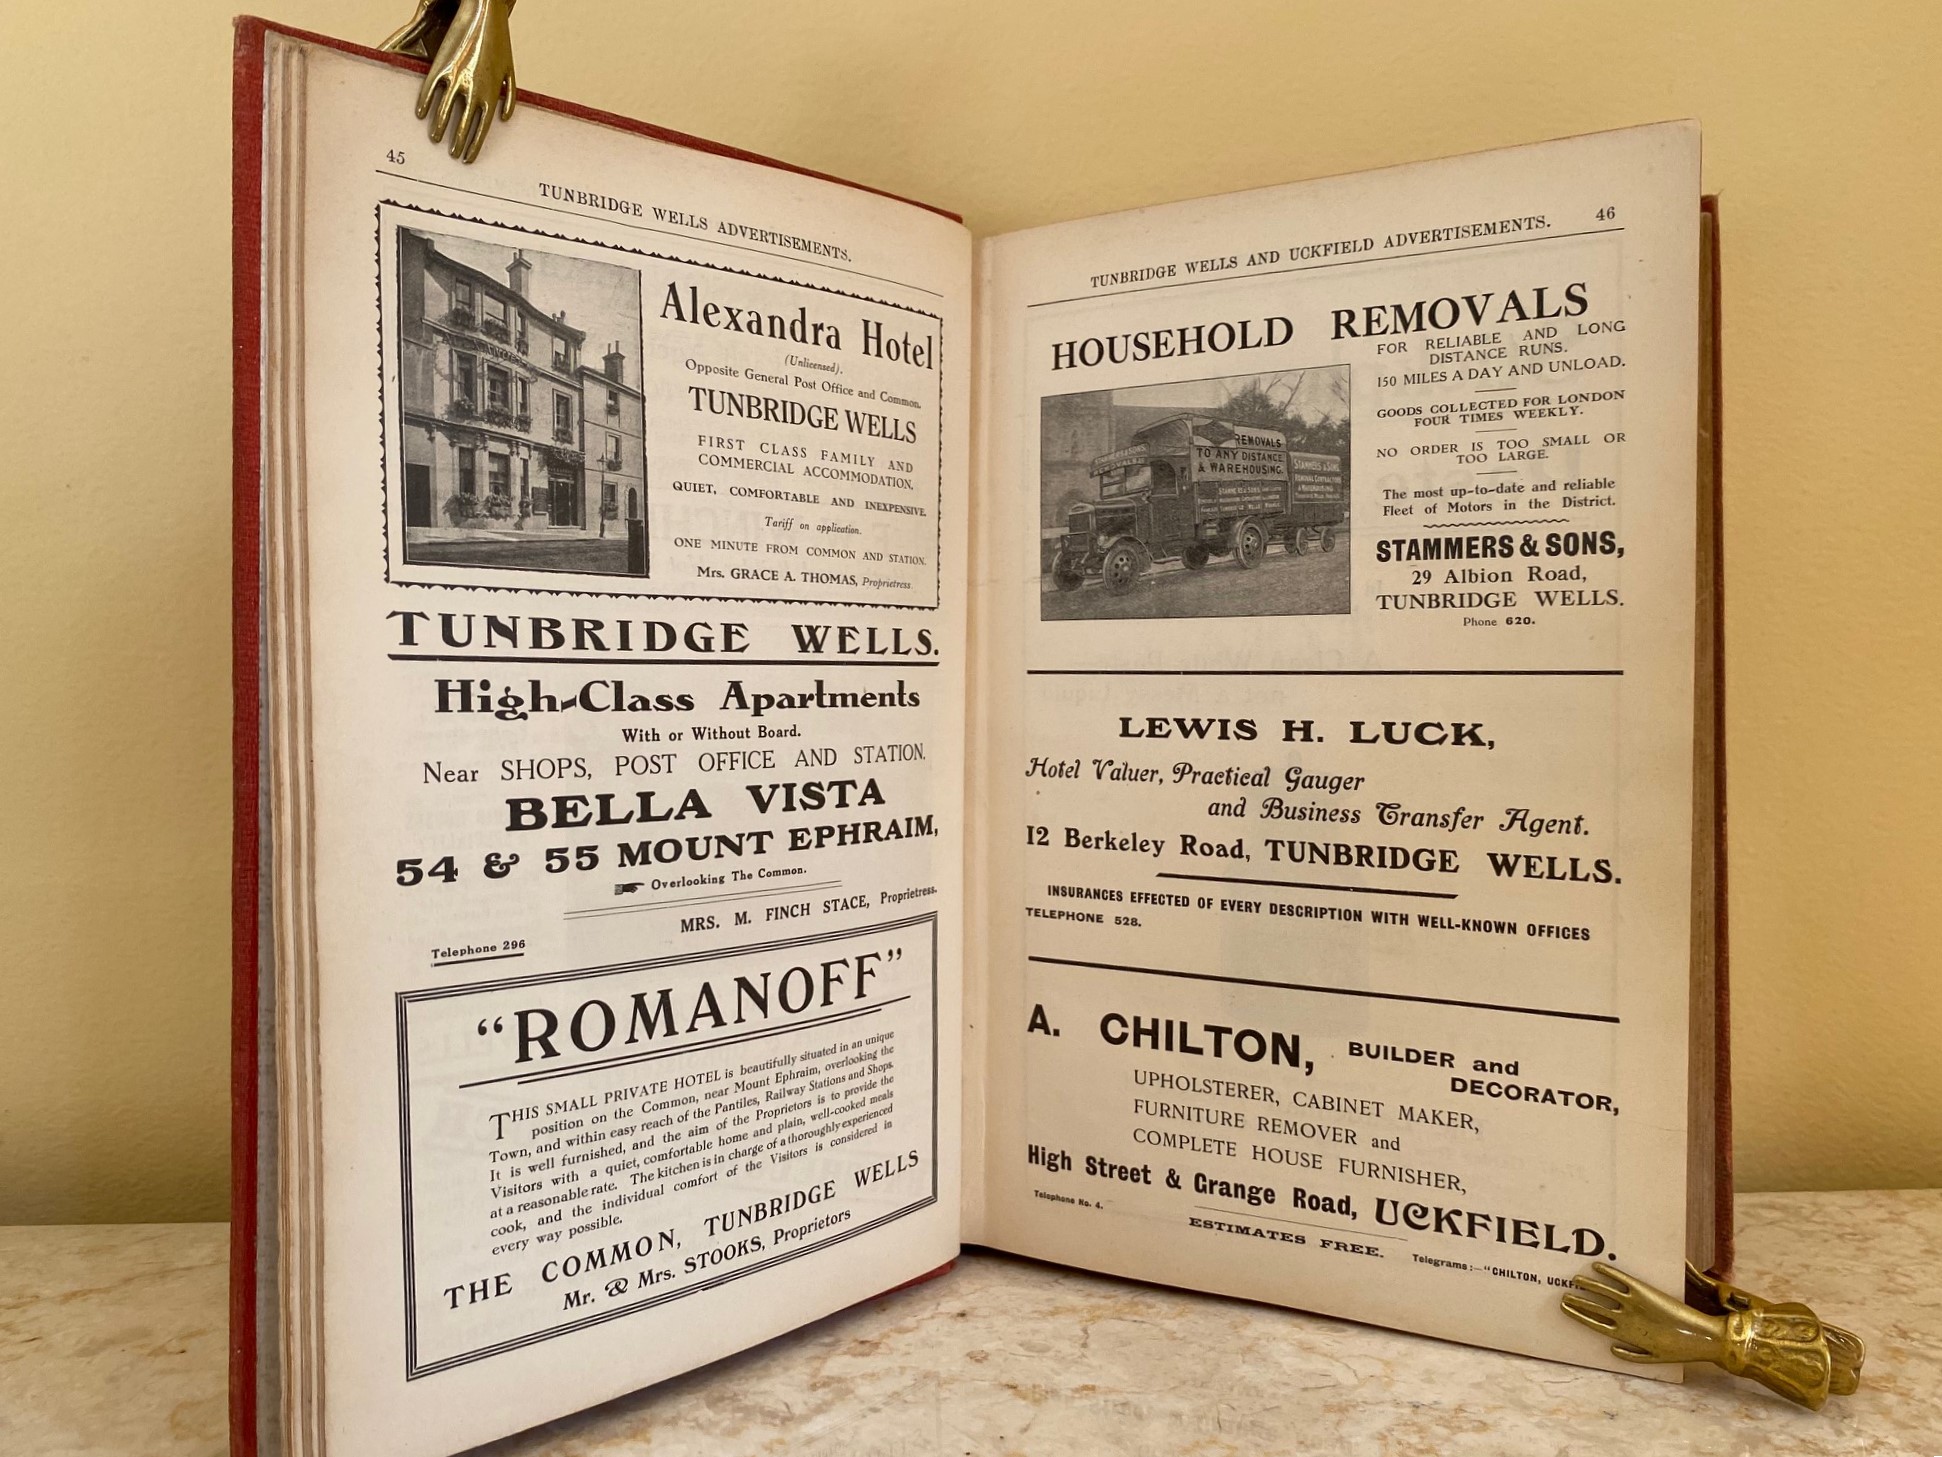 45
TUNBRIDGE WELLS ADVERTISEMENTS.
Alexandra Hotel
(Unlicensed).
Opposite General Post Office and Common,
TUNBRIDGE WELLS
FIRST CLASS FAMILY AND
COMMERCIAL ACCOMMODATION.
QUIET, COMFORTABLE AND INEXPENSIVE.
Tariff on application.
ONE MINUTE FROM COMMON AND STATION.
Mrs. GRACE A. THOMAS, Proprietress.
TUNBRIDGE WELLS.
High-Class Apartments
With or Without Board.
Near SHOPS, POST OFFICE AND STATION.
BELLA VISTA
54 & 55 MOUNT EPHRAIM,
Overlooking The Common.
MRS. M. FINCH STACE, Proprietress.
Telephone 296
"ROMANOFF"
THIS SMALL PRIVATE HOTEL is beautifully situated in an unique
position on the Common, near Mount Ephraim, overlooking the
Town, and within easy reach of the Pantiles, Railway Stations and Shops.
It is well furnished, and the aim of the Proprietors is to provide the
Visitors with a quiet, comfortable home and plain, well-cooked meals
at a reasonable rate. The kitchen is in charge of a thoroughly experienced
cook, and the individual comfort of the Visitors is considered in
every way possible.
THE COMMON, TUNBRIDGE WELLS
Mr. & Mrs. STOOKS, Proprietors
46
TUNBRIDGE WELLS AND UCKFIELD ADVERTISEMENTS.
HOUSEHOLD REMOVALS
FOR RELIABLE AND LONG
DISTANCE RUNS.
150 MILES A DAY AND UNLOAD.
GOODS COLLECTED FOR LONDON
FOUR TIMES WEEKLY.
NO ORDER IS TOO SMALL OR
TOO LARGE.
The most up-to-date and reliable
Fleet of Motors in the District.
STAMMERS & SONS,
29 Albion Road,
TUNBRIDGE WELLS.
Phone 620.
REMOVALS
TO ANY DISTANCE
& WAREHOUSING.
STAMMERS & SONS
LEWIS H. LUCK,
Hotel Valuer, Practical Gauger
and Business Transfer Agent.
12 Berkeley Road, TUNBRIDGE WELLS.
INSURANCES EFFECTED OF EVERY DESCRIPTION WITH WELL-KNOWN OFFICES
TELEPHONE 528.
A. CHILTON, BUILDER and
DECORATOR,
UPHOLSTERER, CABINET MAKER,
FURNITURE REMOVER and
COMPLETE HOUSE FURNISHER,
High Street & Grange Road, UCKFIELD.
Telephone No. 4.
ESTIMATES FREE.
Telegrams:—"CHILTON,